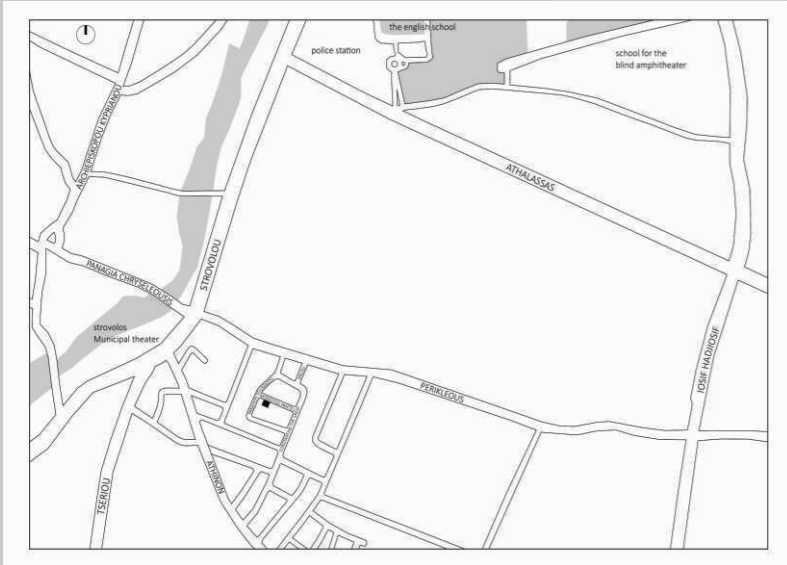 the english school
police station
school for the
blind amphitheater
ARCHIEPISKOPOU KYPRIANOU
ATHALASSAS
STROVOLOU
PANAGIA CHRYSELEOUSIS
strovolos
Municipal theater
IOSIF HADJIOSIF
PERIKLEOUS
ATHINON
TSERIOU